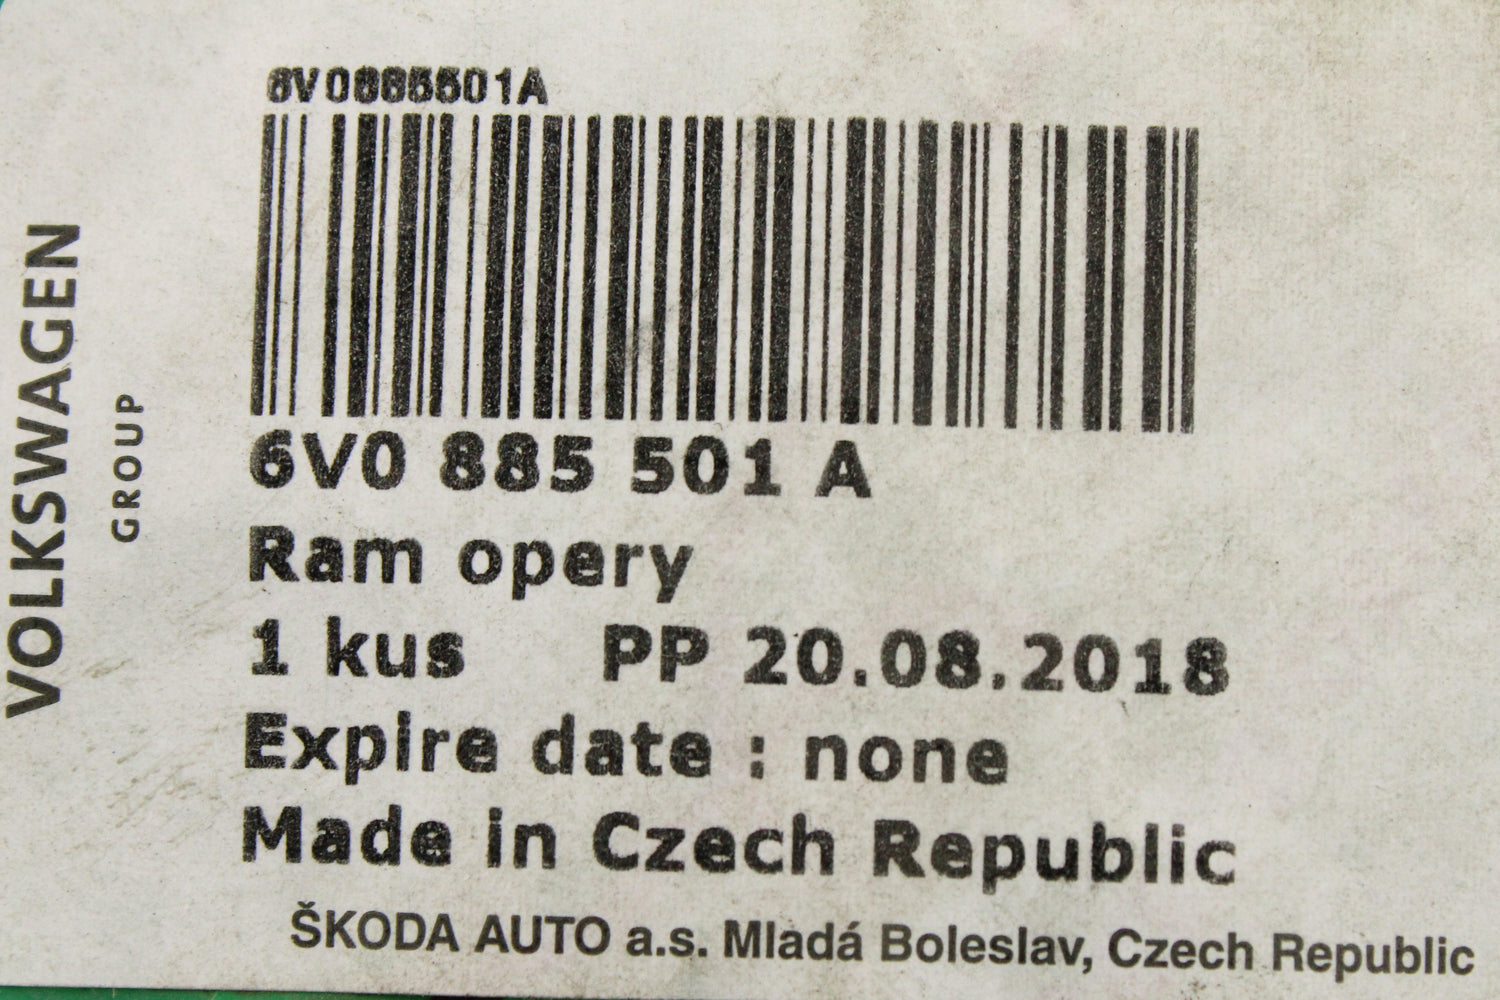 6V0885501A
6V0 885 501 A
Ram opery
1 kus PP 20.08.2018
Expire date : none
Made in Czech Republic
ŠKODA AUTO a.s. Mladá Boleslav, Czech Republic
VOLKSWAGEN
GROUP